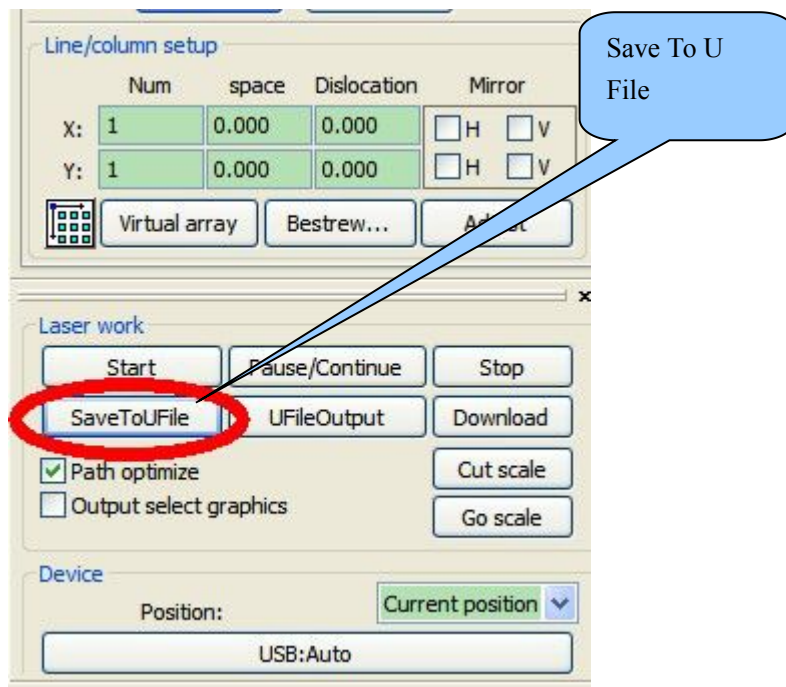 Line/column setup
Save To U
File
Num space Dislocation Mirror
X: 1 0.000 0.000 H V
Y: 1 0.000 0.000 H V
Virtual array Bestrew...
Laser work
Start Pause/Continue Stop
SaveToUFile UFileOutput Download
Path optimize Cut scale
Output select graphics Go scale
Device
Position: Current position
USB:Auto